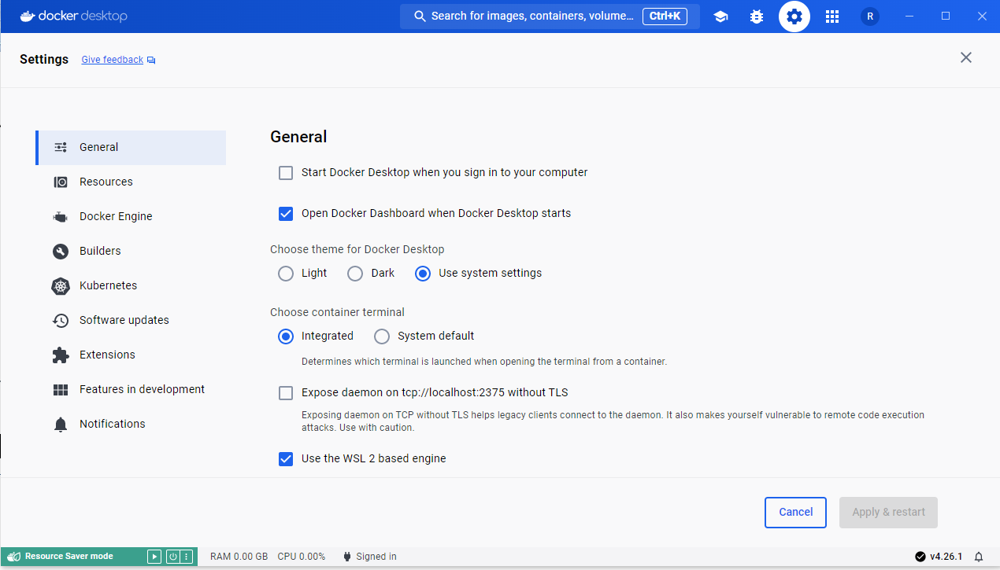 docker desktop
Search for images, containers, volume... Ctrl+K
R
Settings
Give feedback
General
Resources
Docker Engine
Builders
Kubernetes
Software updates
Extensions
Features in development
Notifications
General
Start Docker Desktop when you sign in to your computer
Open Docker Dashboard when Docker Desktop starts
Choose theme for Docker Desktop
Light Dark Use system settings
Choose container terminal
Integrated System default
Determines which terminal is launched when opening the terminal from a container.
Expose daemon on tcp://localhost:2375 without TLS
Exposing daemon on TCP without TLS helps legacy clients connect to the daemon. It also makes yourself vulnerable to remote code execution
attacks. Use with caution.
Use the WSL 2 based engine
Cancel Apply & restart
Resource Saver mode RAM 0.00 GB CPU 0.00% Signed in v4.26.1